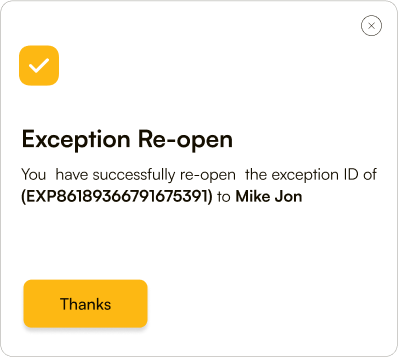 Exception Re-open
You have successfully re-open the exception ID of
(EXP86189366791675391) to Mike Jon
Thanks